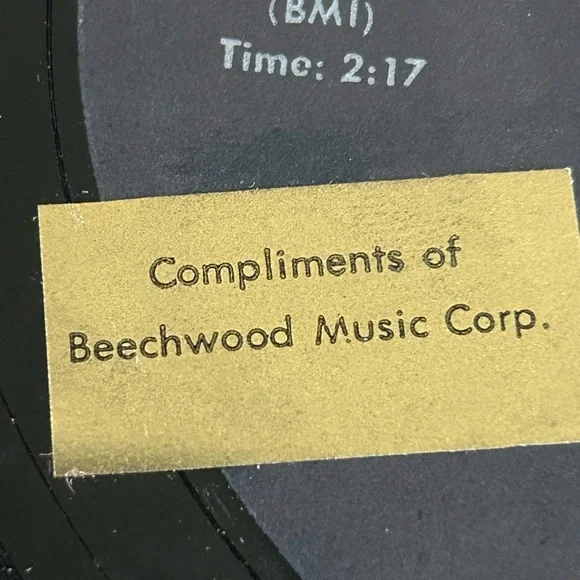 (BMI)
Time: 2:17
Compliments of
Beechwood Music Corp.